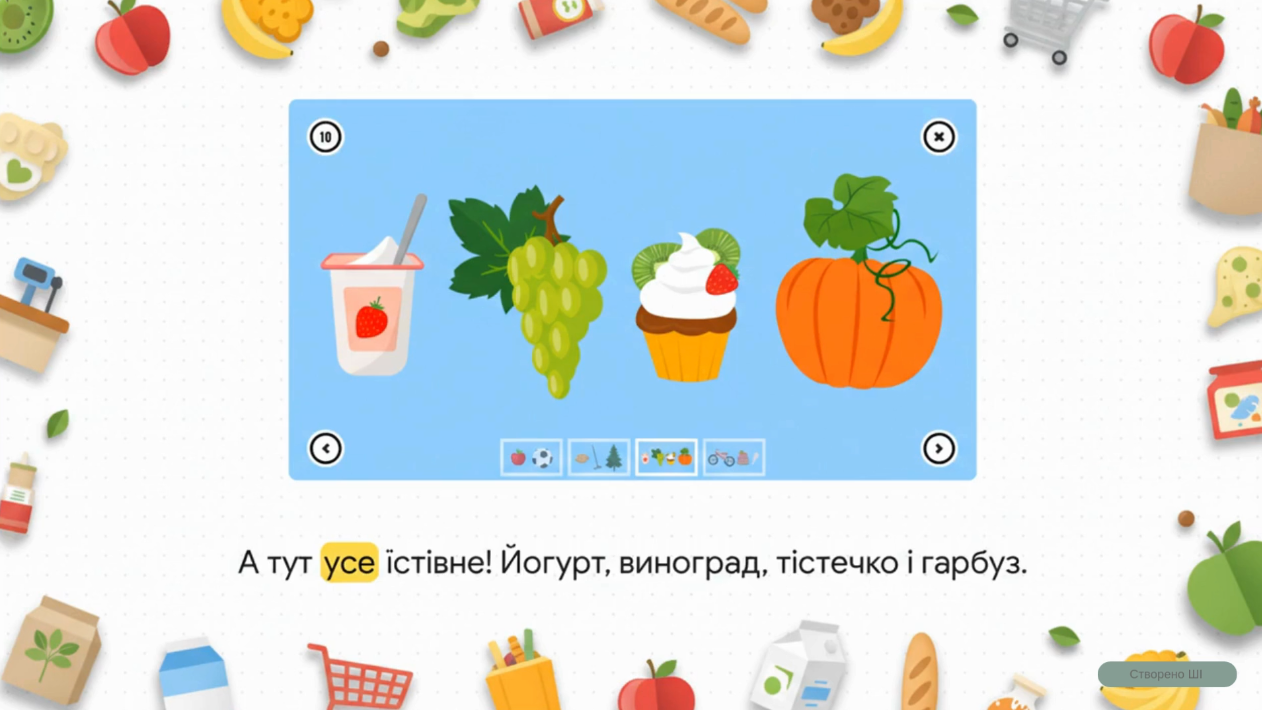 10
А тут усе їстівне! Йогурт, виноград, тістечко і гарбуз.
Створено ШІ